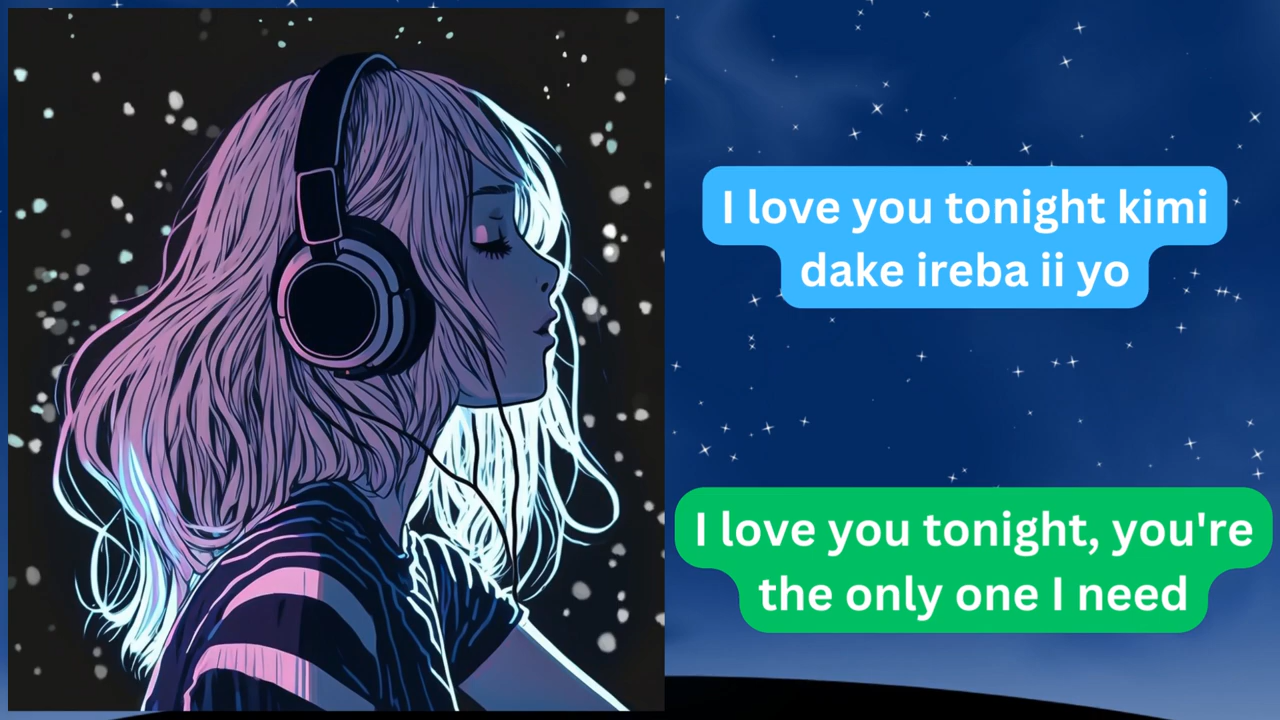 I love you tonight kimi
dake ireba ii yo
I love you tonight, you're
the only one I need